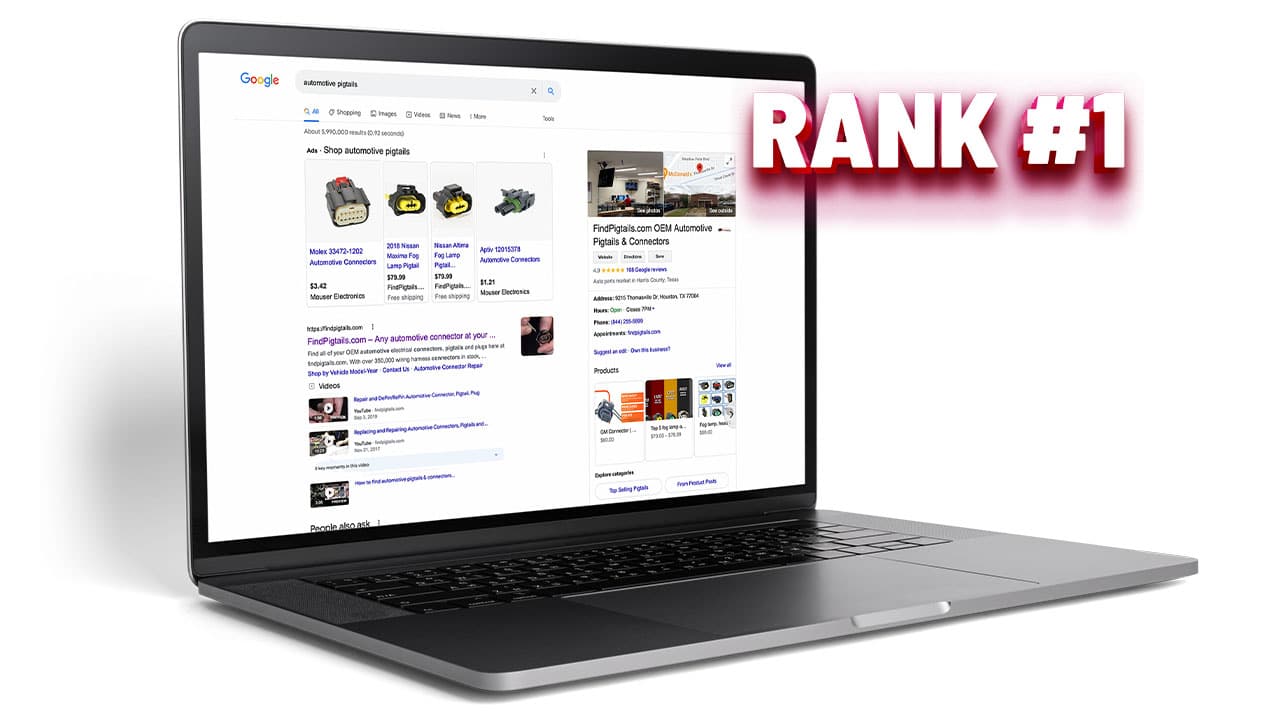 RANK #1
Google
automotive pigtails
All
Shopping
Images
Videos
News
More
Tools
About 5,990,000 results (0.92 seconds)
Ads · Shop automotive pigtails
Molex 33472-1202
Automotive Connectors
$3.42
Mouser Electronics
2018 Nissan
Maxima Fog
Lamp Pigtail
$79.99
FindPigtails....
Free shipping
Nissan Altima
Fog Lamp
Pigtail...
$79.99
FindPigtails....
Free shipping
Aptiv 12015378
Automotive Connectors
$1.21
Mouser Electronics
https://findpigtails.com
FindPigtails.com – Any automotive connector at your ...
Find all of your OEM automotive electrical connectors, pigtails and plugs here at
findpigtails.com. With over 350,000 wiring harness connectors in stock, ...
Shop by Vehicle Model-Year · Contact Us · Automotive Connector Repair
Videos
Repair and DePin/RePin Automotive Connector, Pigtail, Plug
YouTube · findpigtails.com
Sep 3, 2019
Replacing and Repairing Automotive Connectors, Pigtails and...
YouTube · findpigtails.com
Nov 21, 2017
key moments in this video
How to find automotive pigtails & connectors...
PREVIEW
People also ask
McDonald's
See photos
See outside
FindPigtails.com OEM Automotive
Pigtails & Connectors
Website
Directions
Save
4.9
168 Google reviews
Auto parts market in Harris County, Texas
Address: 9215 Thomasville Dr, Houston, TX 77064
Hours: Open · Closes 7PM
Phone: (844) 255-5899
Appointments: findpigtails.com
Suggest an edit · Own this business?
Products
View all
GM Connector | ...
$60.00
Top 5 fog lamp a...
$79.00 - $79.99
Fog lamp, head
Explore categories
Top Selling Pigtails
From Product Posts